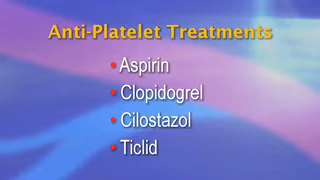 Anti-Platelet Treatments
• Aspirin
• Clopidogrel
• Cilostazol
• Ticlid